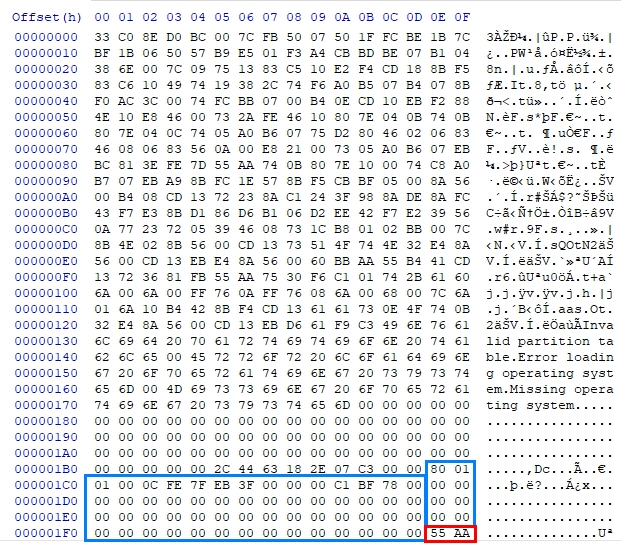 Offset(h) 00 01 02 03 04 05 06 07 08 09 0A 0B 0C 0D 0E 0F
00000000 33 C0 8E D0 BC 00 7C FB 50 07 50 1F FC BE 1B 7C 3ÀŽÐ¼.|ûP.P.ü¾.|
00000010 BF 1B 06 50 57 B9 E5 01 F3 A4 CB BD BE 07 B1 04 ¿..PW¹å.ó¤Ë½¾.±.
00000020 38 6E 00 7C 09 75 13 83 C5 10 E2 F4 CD 18 8B F5 8n.|.u.ƒÅ.âôÍ.‹õ
00000030 83 C6 10 49 74 19 38 2C 74 F6 A0 B5 07 B4 07 8B ƒÆ.It.8,tö µ.´.‹
00000040 F0 AC 3C 00 74 FC BB 07 00 B4 0E CD 10 EB F2 88 ð¬<.tü»..´.Í.ëòˆ
00000050 4E 10 E8 46 00 73 2A FE 46 10 80 7E 04 0B 74 0B N.èF.s*þF.€~..t.
00000060 80 7E 04 0C 74 05 A0 B6 07 75 D2 80 46 02 06 83 €~..t. ¶.uÒ€F..ƒ
00000070 46 08 06 83 56 0A 00 E8 21 00 73 05 A0 B6 07 EB F..ƒV..è!.s. ¶.ë
00000080 BC 81 3E FE 7D 55 AA 74 0B 80 7E 10 00 74 C8 A0 ¼.>þ}Uªt.€~..tÈ
00000090 B7 07 EB A9 8B FC 1E 57 8B F5 CB BF 05 00 8A 56 ·.ë©‹ü.W‹õË¿..ŠV
000000A0 00 B4 08 CD 13 72 23 8A C1 24 3F 98 8A DE 8A FC .´.Í.r#ŠÁ$?˜ŠÞŠü
000000B0 43 F7 E3 8B D1 86 D6 B1 06 D2 EE 42 F7 E2 39 56 C÷ã‹Ñ†Ö±.ÒîB÷â9V
000000C0 0A 77 23 72 05 39 46 08 73 1C B8 01 02 BB 00 7C .w#r.9F.s.¸..».|
000000D0 8B 4E 02 8B 56 00 CD 13 73 51 4F 74 4E 32 E4 8A ‹N.‹V.Í.sQOtN2äŠ
000000E0 56 00 CD 13 EB E4 8A 56 00 60 BB AA 55 B4 41 CD V.Í.ëäŠV.`»ªU´AÍ
000000F0 13 72 36 81 FB 55 AA 75 30 F6 C1 01 74 2B 61 60 .r6.ûUªu0öÁ.t+a`
00000100 6A 00 6A 00 FF 76 0A FF 76 08 6A 00 68 00 7C 6A j.j.ÿv.ÿv.j.h.|j
00000110 01 6A 10 B4 42 8B F4 CD 13 61 61 73 0E 4F 74 0B .j.´B‹ôÍ.aas.Ot.
00000120 32 E4 8A 56 00 CD 13 EB D6 61 F9 C3 49 6E 76 61 2äŠV.Í.ëÖaùÃInva
00000130 6C 69 64 20 70 61 72 74 69 74 69 6F 6E 20 74 61 lid partition ta
00000140 62 6C 65 00 45 72 72 6F 72 20 6C 6F 61 64 69 6E ble.Error loadin
00000150 67 20 6F 70 65 72 61 74 69 6E 67 20 73 79 73 74 g operating syst
00000160 65 6D 00 4D 69 73 73 69 6E 67 20 6F 70 65 72 61 em.Missing opera
00000170 74 69 6E 67 20 73 79 73 74 65 6D 00 00 00 00 00 ting system.....
00000180 00 00 00 00 00 00 00 00 00 00 00 00 00 00 00 00 ................
00000190 00 00 00 00 00 00 00 00 00 00 00 00 00 00 00 00 ................
000001A0 00 00 00 00 00 00 00 00 00 00 00 00 00 00 00 00 ................
000001B0 00 00 00 00 00 2C 44 63 18 2E 07 C3 00 00 80 01 .....,Dc...Ã..€.
000001C0 01 00 0C FE 7F EB 3F 00 00 00 C1 BF 78 00 00 00 ...þ.ë?...Á¿x...
000001D0 00 00 00 00 00 00 00 00 00 00 00 00 00 00 00 00 ................
000001E0 00 00 00 00 00 00 00 00 00 00 00 00 00 00 00 00 ................
000001F0 00 00 00 00 00 00 00 00 00 00 00 00 00 00 55 AA ..............Uª